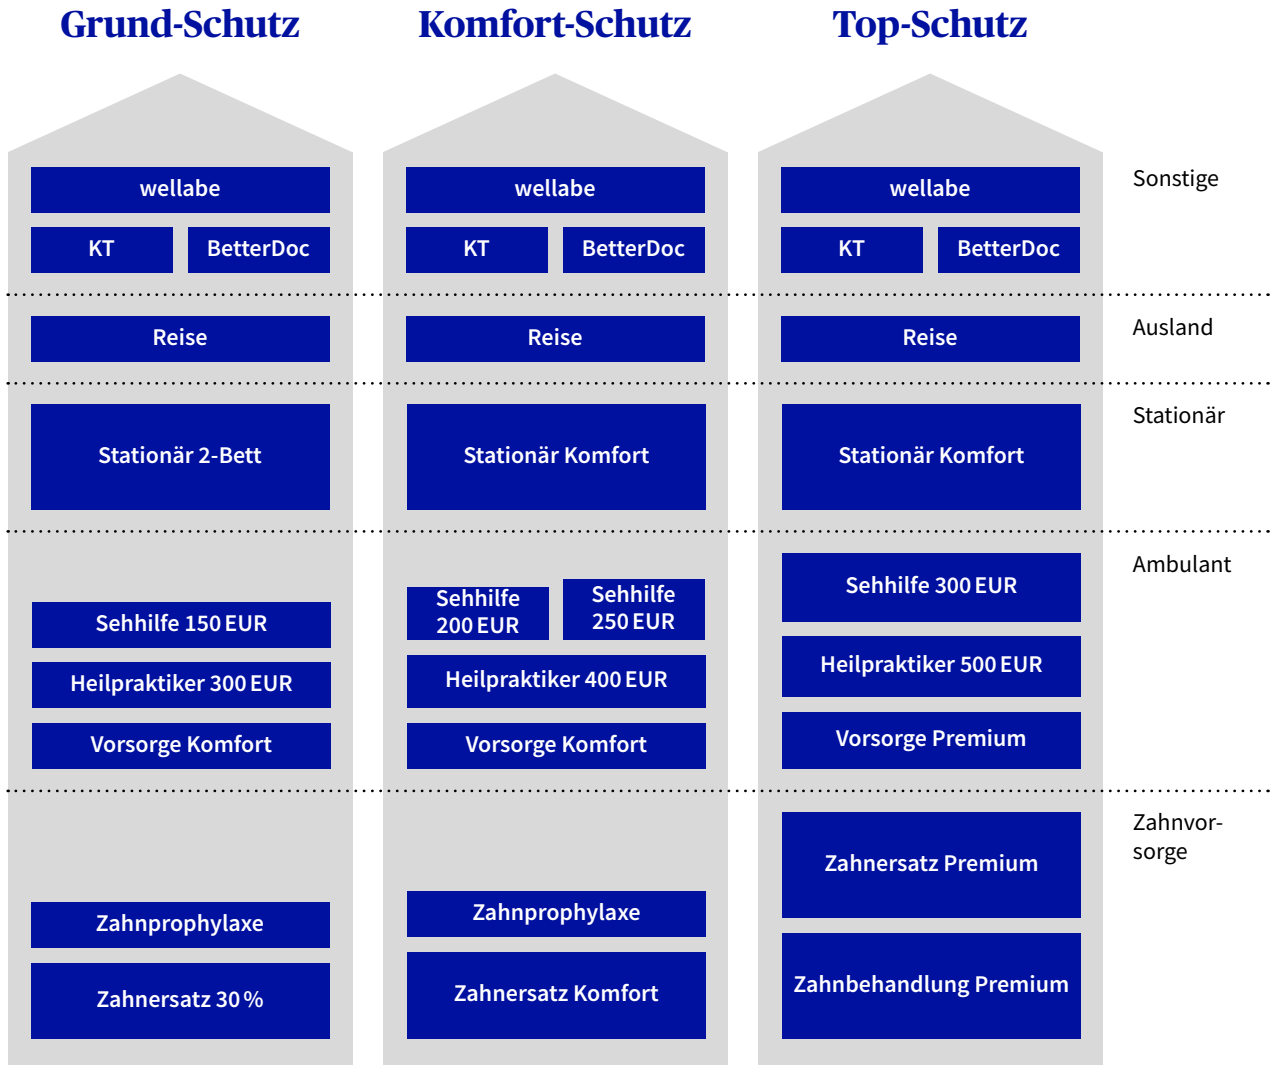 Grund-Schutz
Komfort-Schutz
Top-Schutz
wellabe
wellabe
wellabe
Sonstige
KT
BetterDoc
KT
BetterDoc
KT
BetterDoc
Reise
Reise
Reise
Ausland
Stationär 2-Bett
Stationär Komfort
Stationär Komfort
Stationär
Sehhilfe 150 EUR
Sehhilfe
200 EUR
Sehhilfe
250 EUR
Sehhilfe 300 EUR
Ambulant
Heilpraktiker 300 EUR
Heilpraktiker 400 EUR
Heilpraktiker 500 EUR
Vorsorge Komfort
Vorsorge Komfort
Vorsorge Premium
Zahnprophylaxe
Zahnprophylaxe
Zahnersatz Premium
Zahnvor-
sorge
Zahnersatz 30 %
Zahnersatz Komfort
Zahnbehandlung Premium